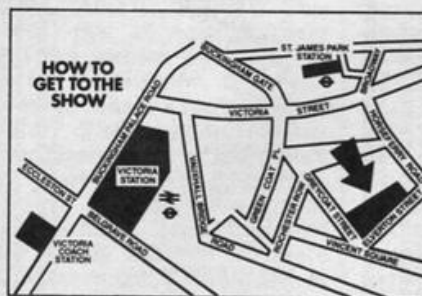 HOW TO
GET TO THE
SHOW
BUCKINGHAM GATE
ST. JAMES PARK
STATION
BROADWAY
BUCKINGHAM PALACE ROAD
VICTORIA
STREET
HORSEFERRY ROAD
ECCLESTON ST
VICTORIA
STATION
VAUXHALL BRIDGE
ROAD
GREEN COAT PL
ROCHESTER ROW
GREYCOAT STREET
ELVERTON STREET
BELGRAVE ROAD
VINCENT SQUARE
VICTORIA
COACH
STATION